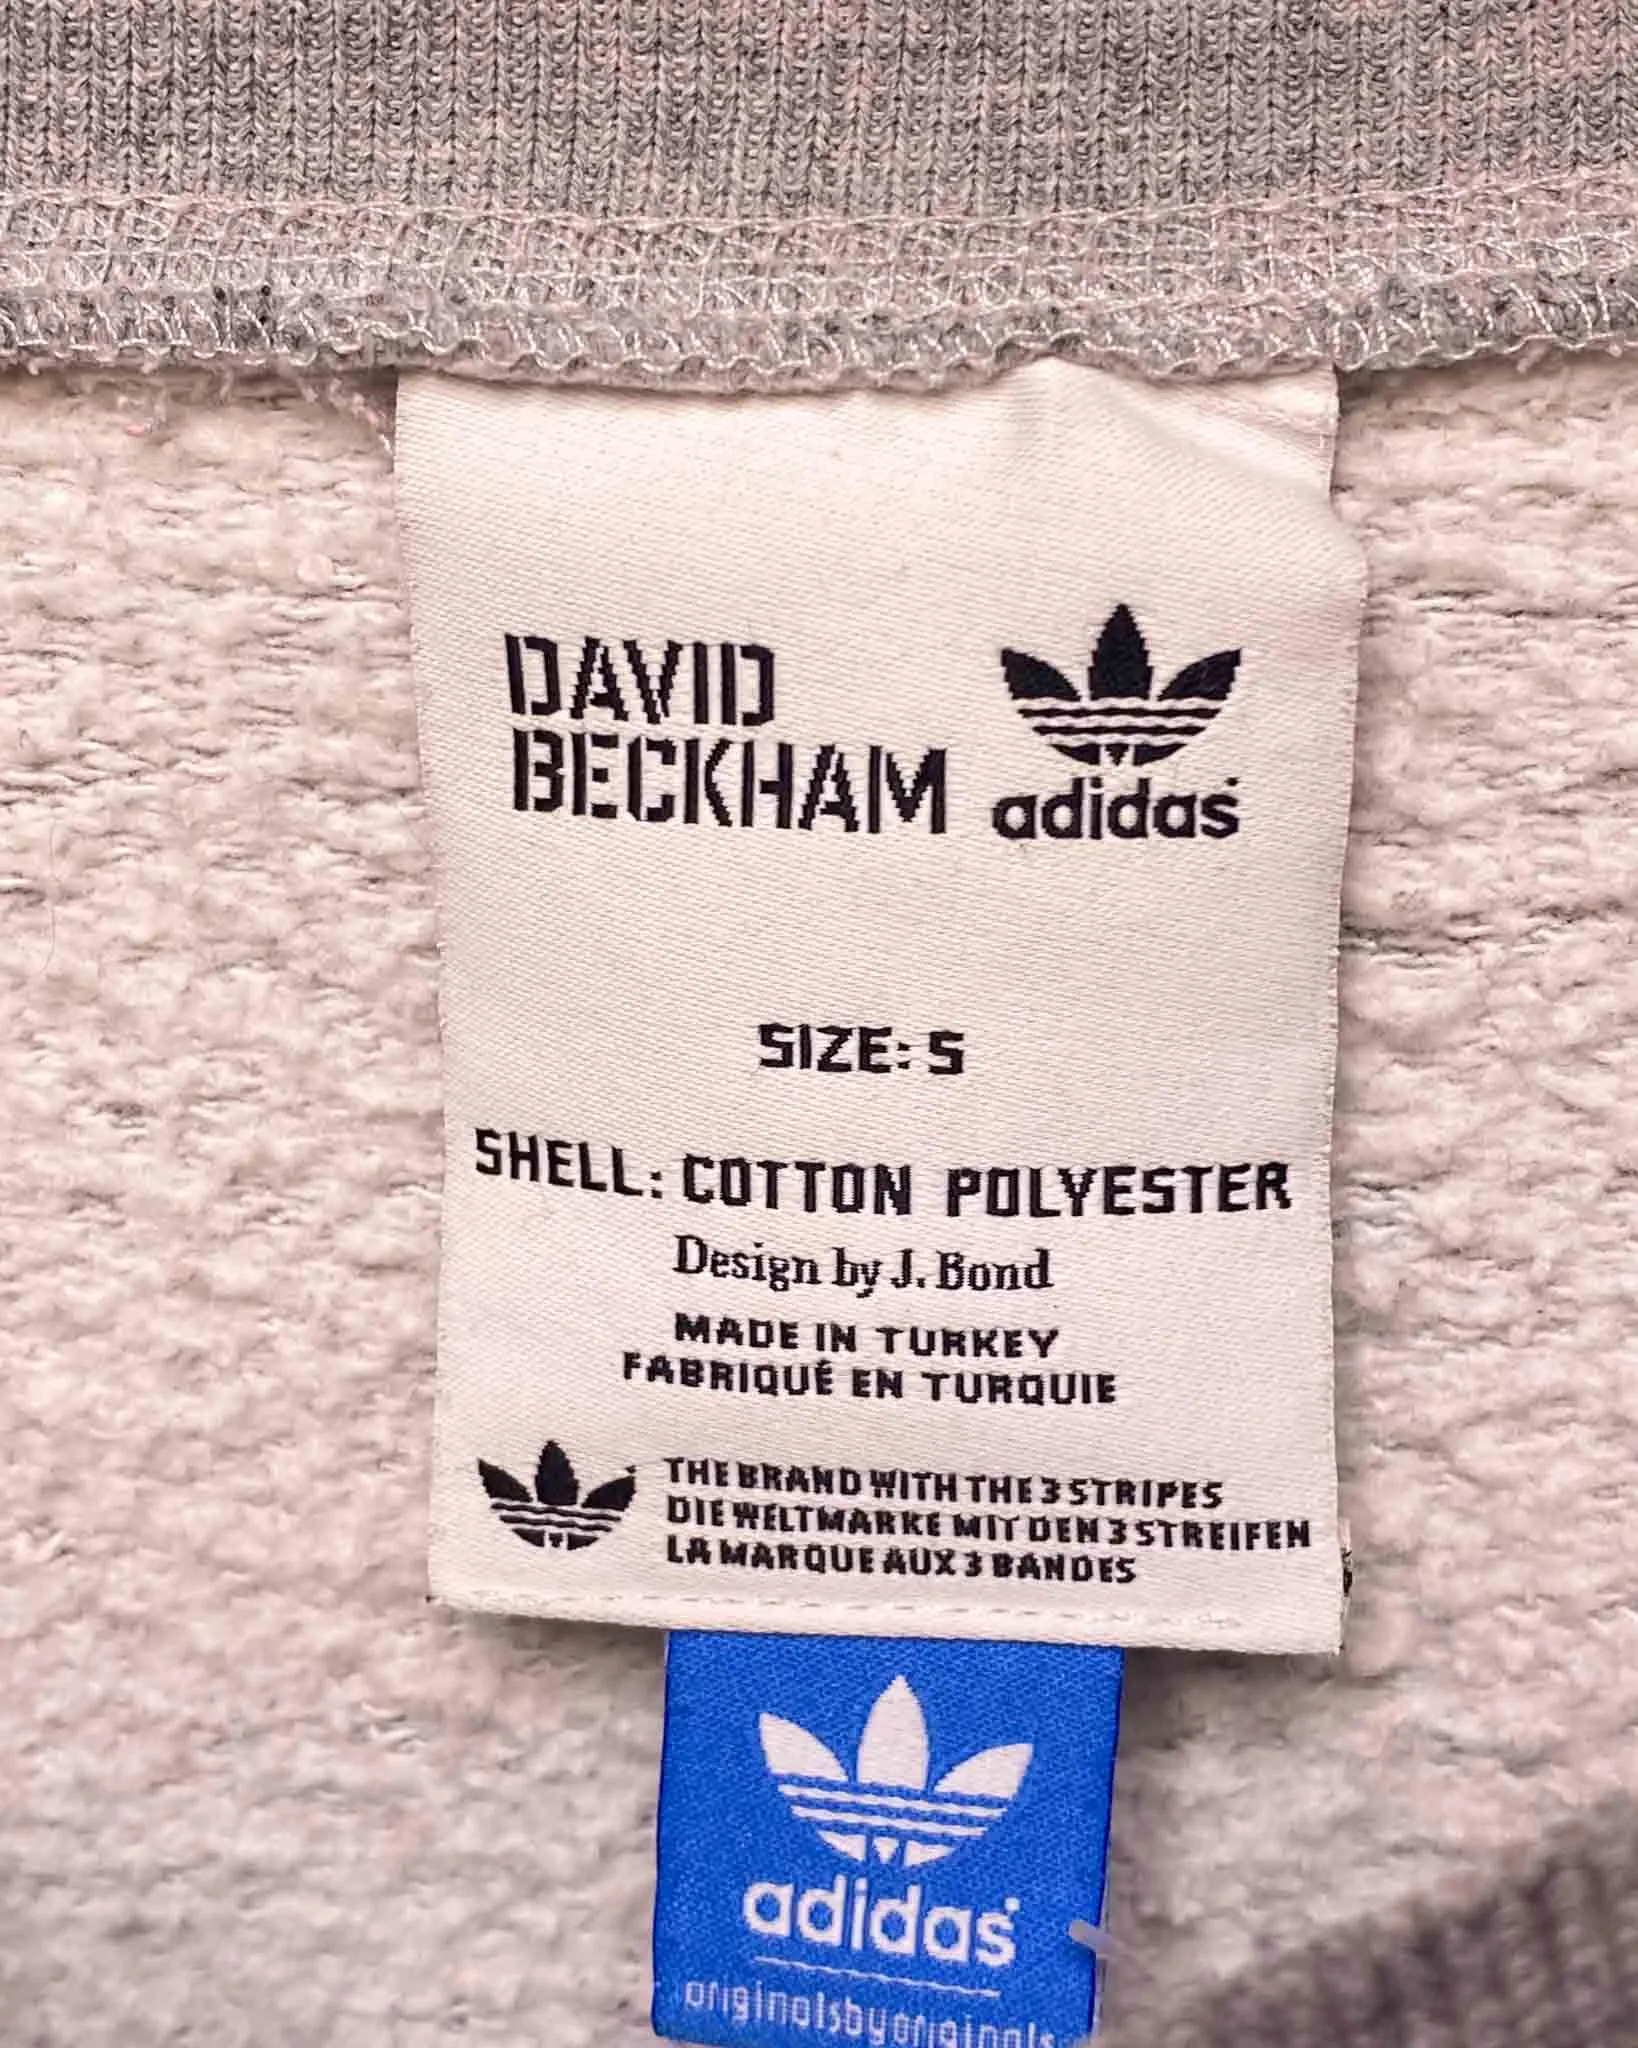 DAVID
BECKHAM
adidas
SIZE: S
SHELL: COTTON POLYESTER
Design by J. Bond
MADE IN TURKEY
FABRIQUÉ EN TURQUIE
THE BRAND WITH THE 3 STRIPES
DIE WELTMARKE MIT DEN 3 STREIFEN
LA MARQUE AUX 3 BANDES
adidas
originalsbyoriginals